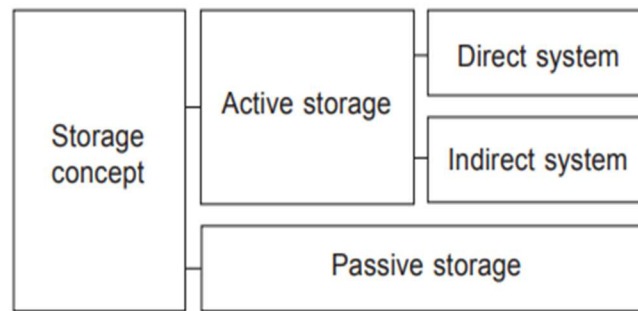 Storage
concept
Active storage
Direct system
Indirect system
Passive storage